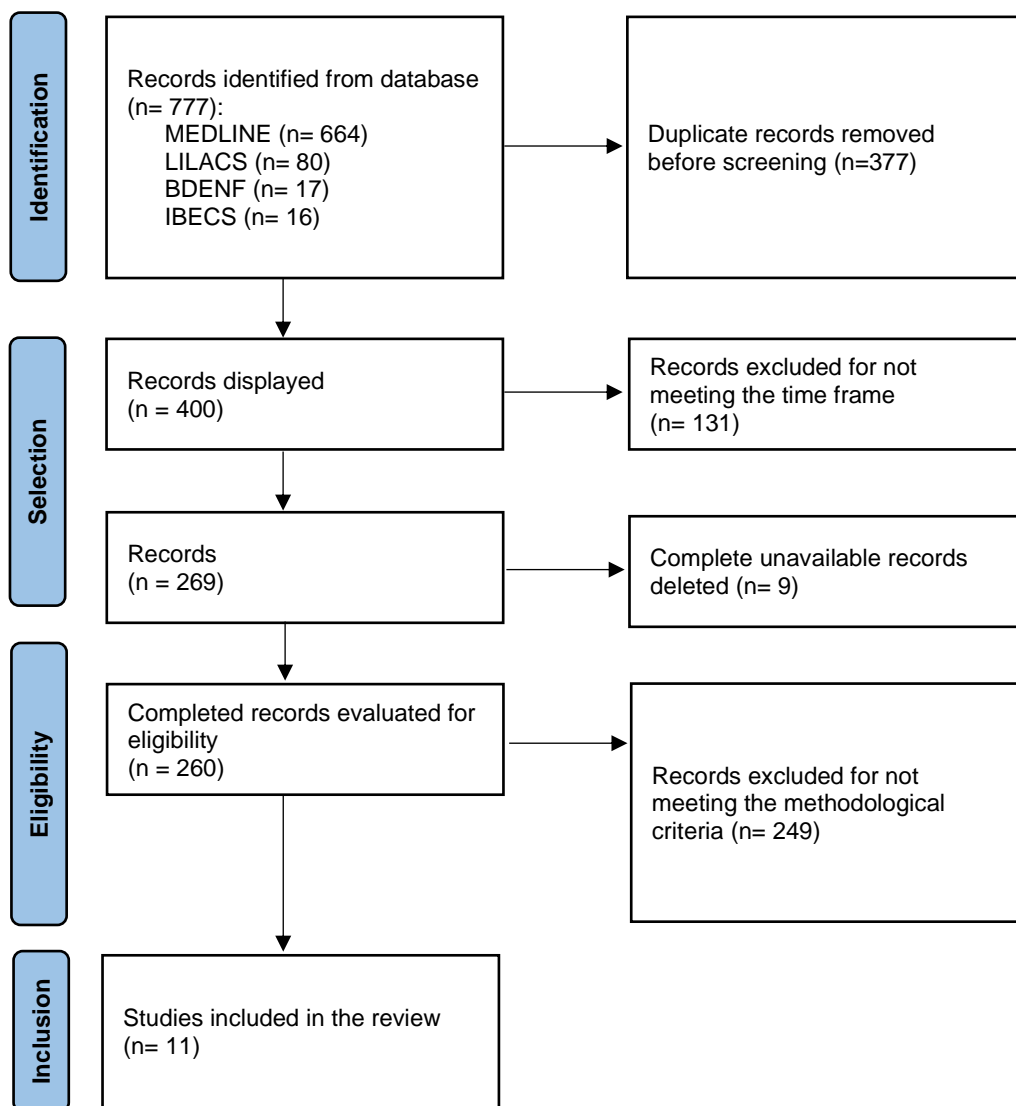 Identification
Records identified from database
(n= 777):
MEDLINE (n= 664)
LILACS (n= 80)
BDENF (n= 17)
IBECS (n= 16)
Duplicate records removed
before screening (n=377)
Selection
Records displayed
(n = 400)
Records excluded for not
meeting the time frame
(n= 131)
Records
(n = 269)
Complete unavailable records
deleted (n= 9)
Eligibility
Completed records evaluated for
eligibility
(n = 260)
Records excluded for not
meeting the methodological
criteria (n= 249)
Inclusion
Studies included in the review
(n= 11)